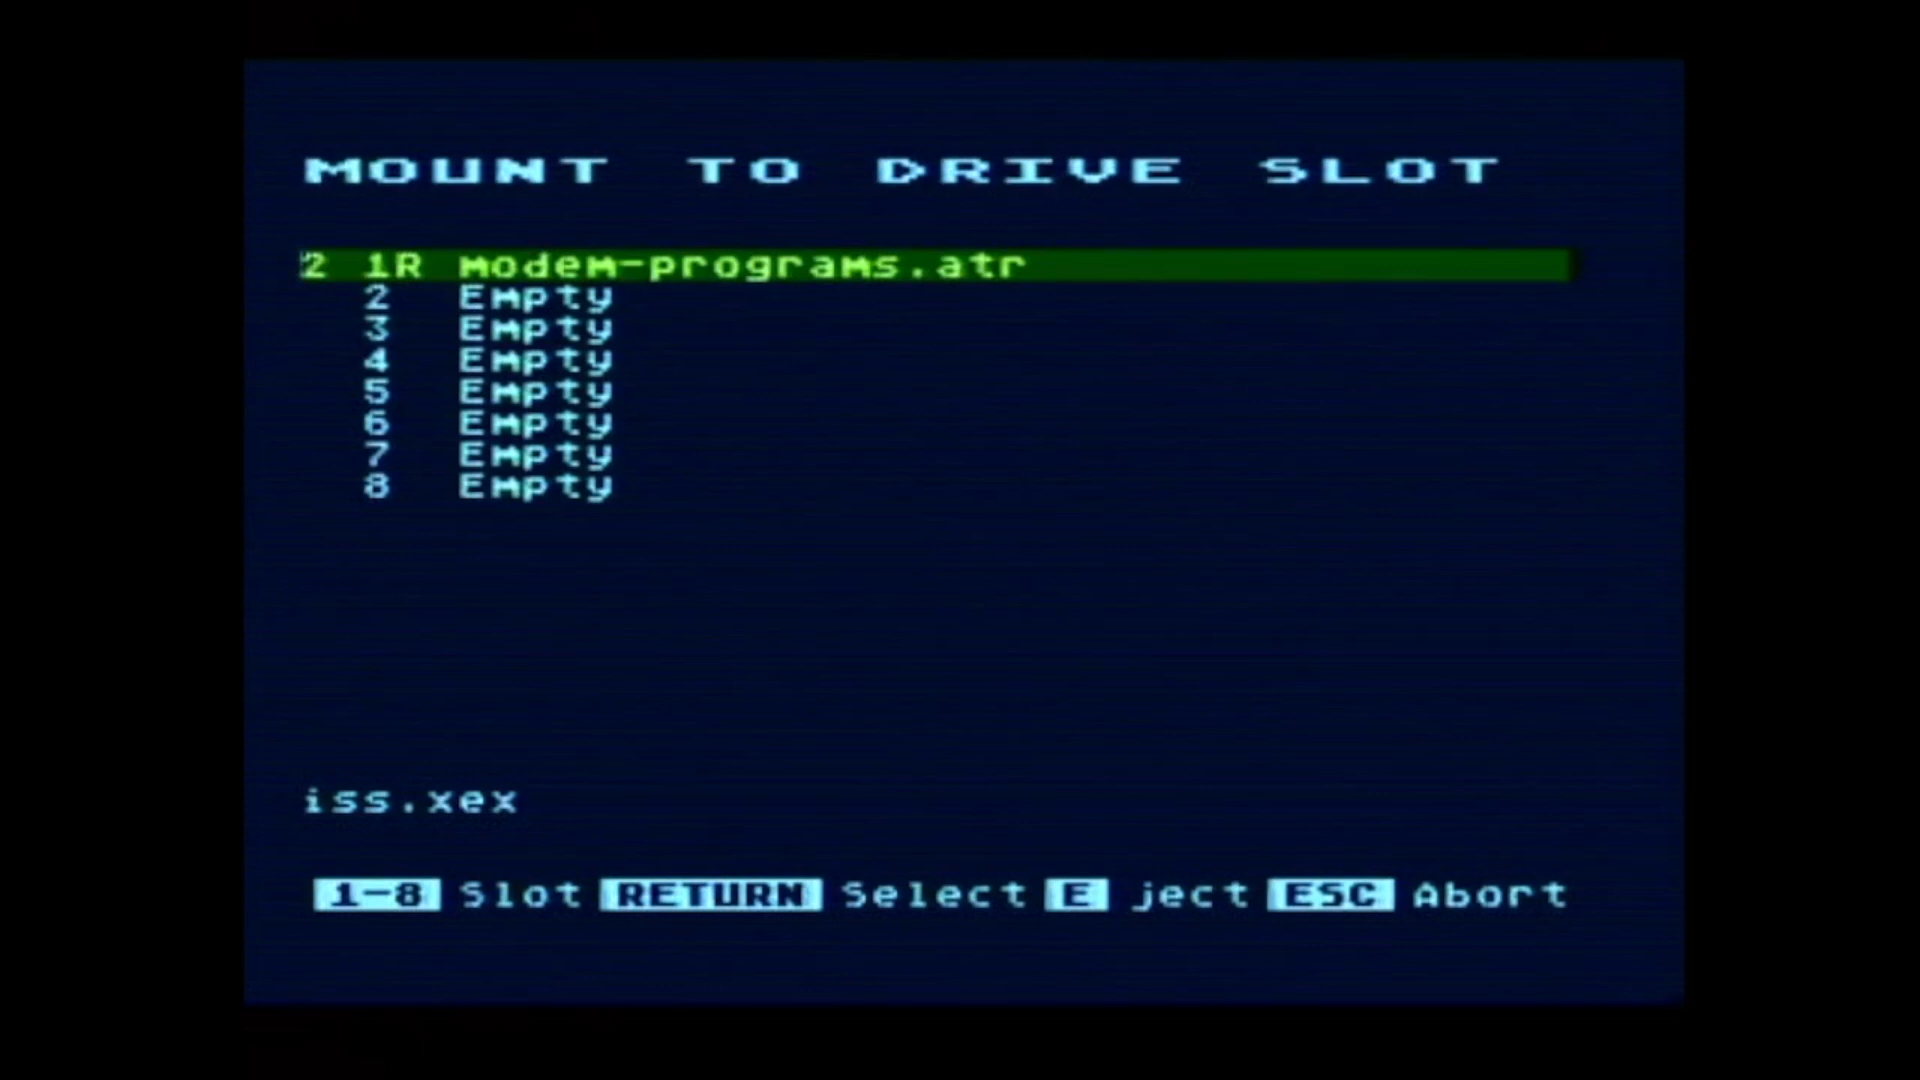 MOUNT TO DRIVE SLOT
2 1R modem-programs.atr
2 Empty
3 Empty
4 Empty
5 Empty
6 Empty
7 Empty
8 Empty
iss.xex
1-8 Slot RETURN Select E ject ESC Abort